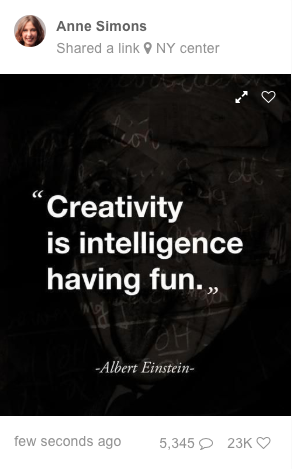 Anne Simons
Shared a link NY center
“Creativity
is intelligence
having fun.”
-Albert Einstein-
few seconds ago 5,345 23K